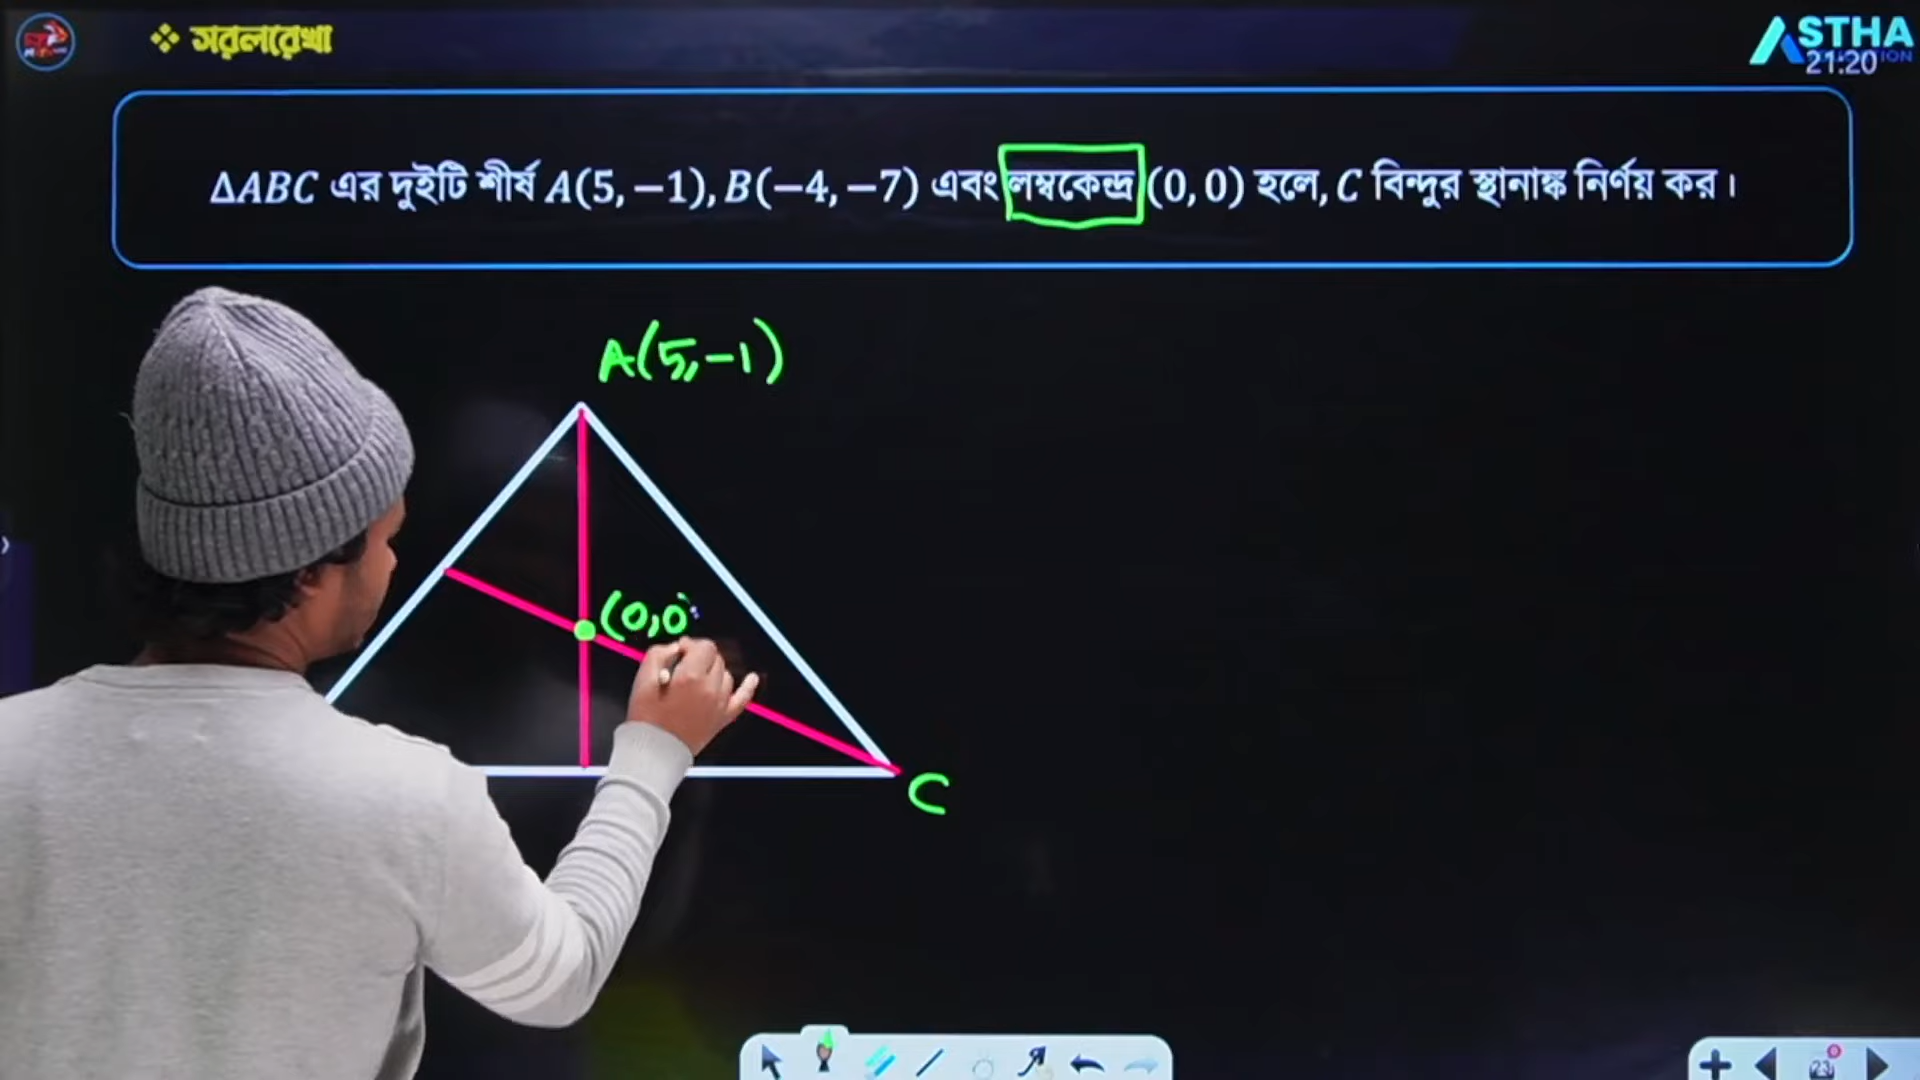 ❖ সরলরেখা
ASTHA
21:20
ΔABC এর দুইটি শীর্ষ A(5, −1), B(−4, −7) এবং লম্বকেন্দ্র (0, 0) হলে, C বিন্দুর স্থানাঙ্ক নির্ণয় কর।
A(5, −1)
(0,0)
C
23